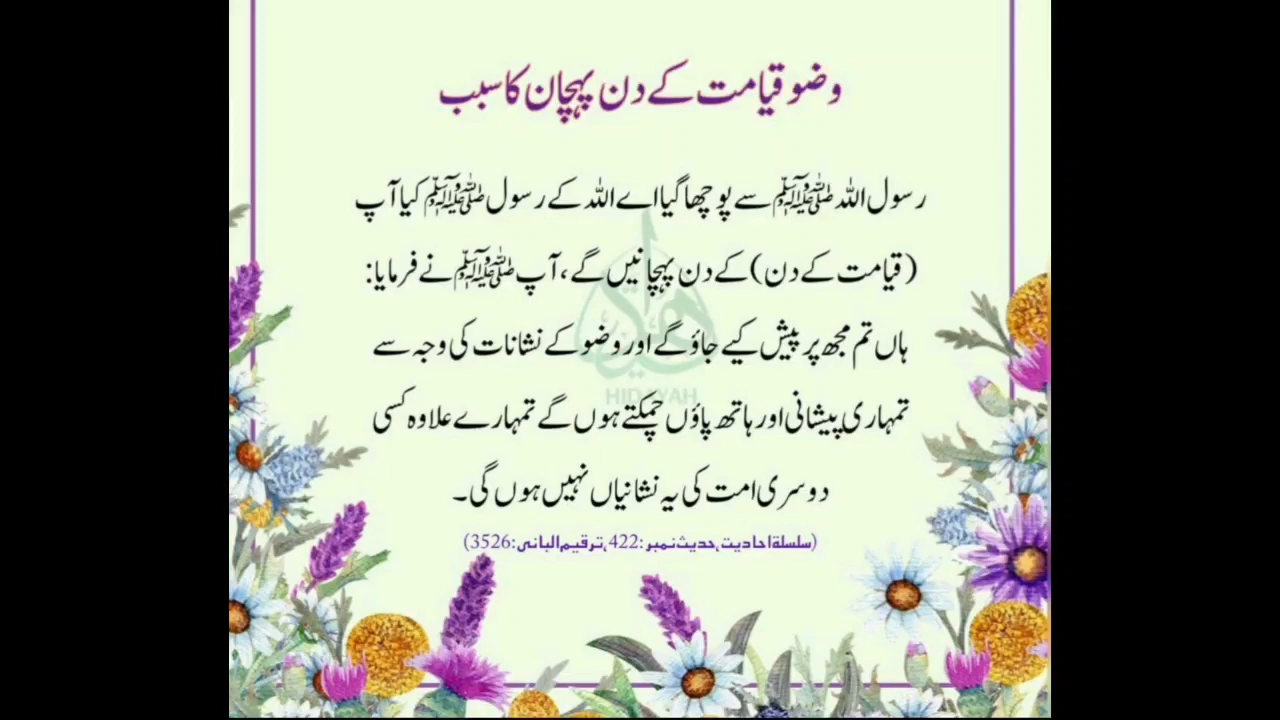 وضو قیامت کے دن پہچان کا سبب
رسول اللہ ﷺ سے پوچھا گیا اے اللہ کے رسول ﷺ کیا آپ
(قیامت کے دن) کے دن پہچانیں گے، آپ ﷺ نے فرمایا:
ہاں تم مجھ پر پیش کیے جاؤ گے اور وضو کے نشانات کی وجہ سے
HIDAYAH
تمہاری پیشانی اور ہاتھ پاؤں چمکتے ہوں گے تمہارے علاوہ کسی
دوسری امت کی یہ نشانیاں نہیں ہوں گی۔
(سلسلة احادیث، حدیث نمبر: 422، ترقیم البانی: 3526)